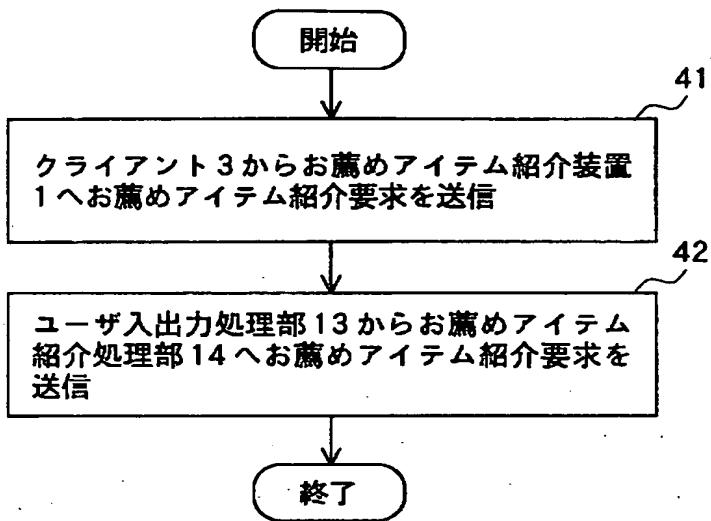 開始
41
クライアント3からお薦めアイテム紹介装置
1へお薦めアイテム紹介要求を送信
42
ユーザ入出力処理部13からお薦めアイテム
紹介処理部14へお薦めアイテム紹介要求を
送信
終了